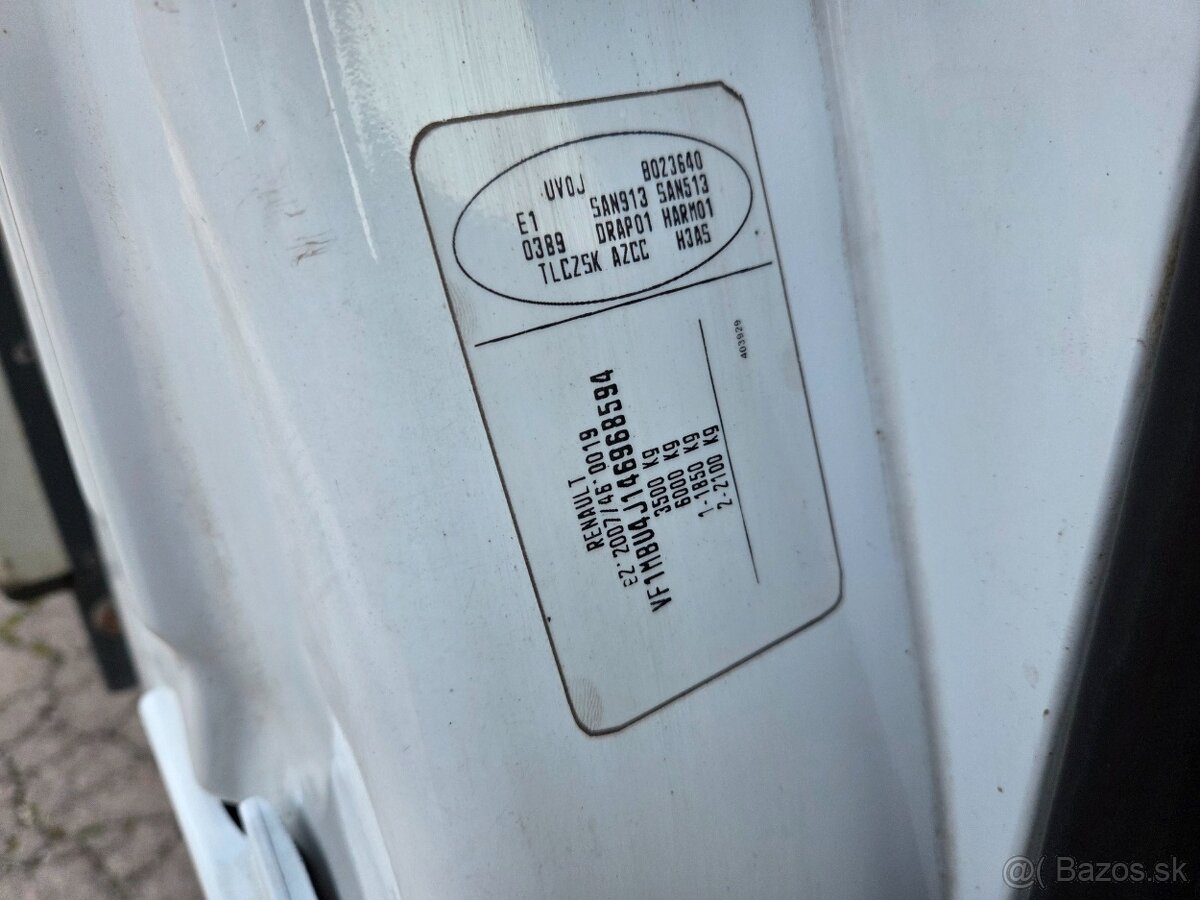 UV0J B023640
E1 SAN913 SAN513
0389 DRAP01 HARM01
TLCZSK AZCC H3A5
403929
RENAULT
E2*2007/46*0019
VF1MBU4J146968594
3500 Kg
6000 Kg
1-1850 Kg
2-2100 Kg
@( Bazos.sk